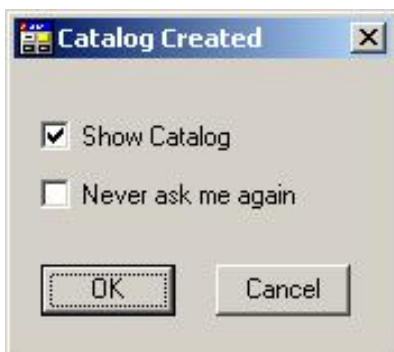 Catalog Created
Show Catalog
Never ask me again
OK Cancel